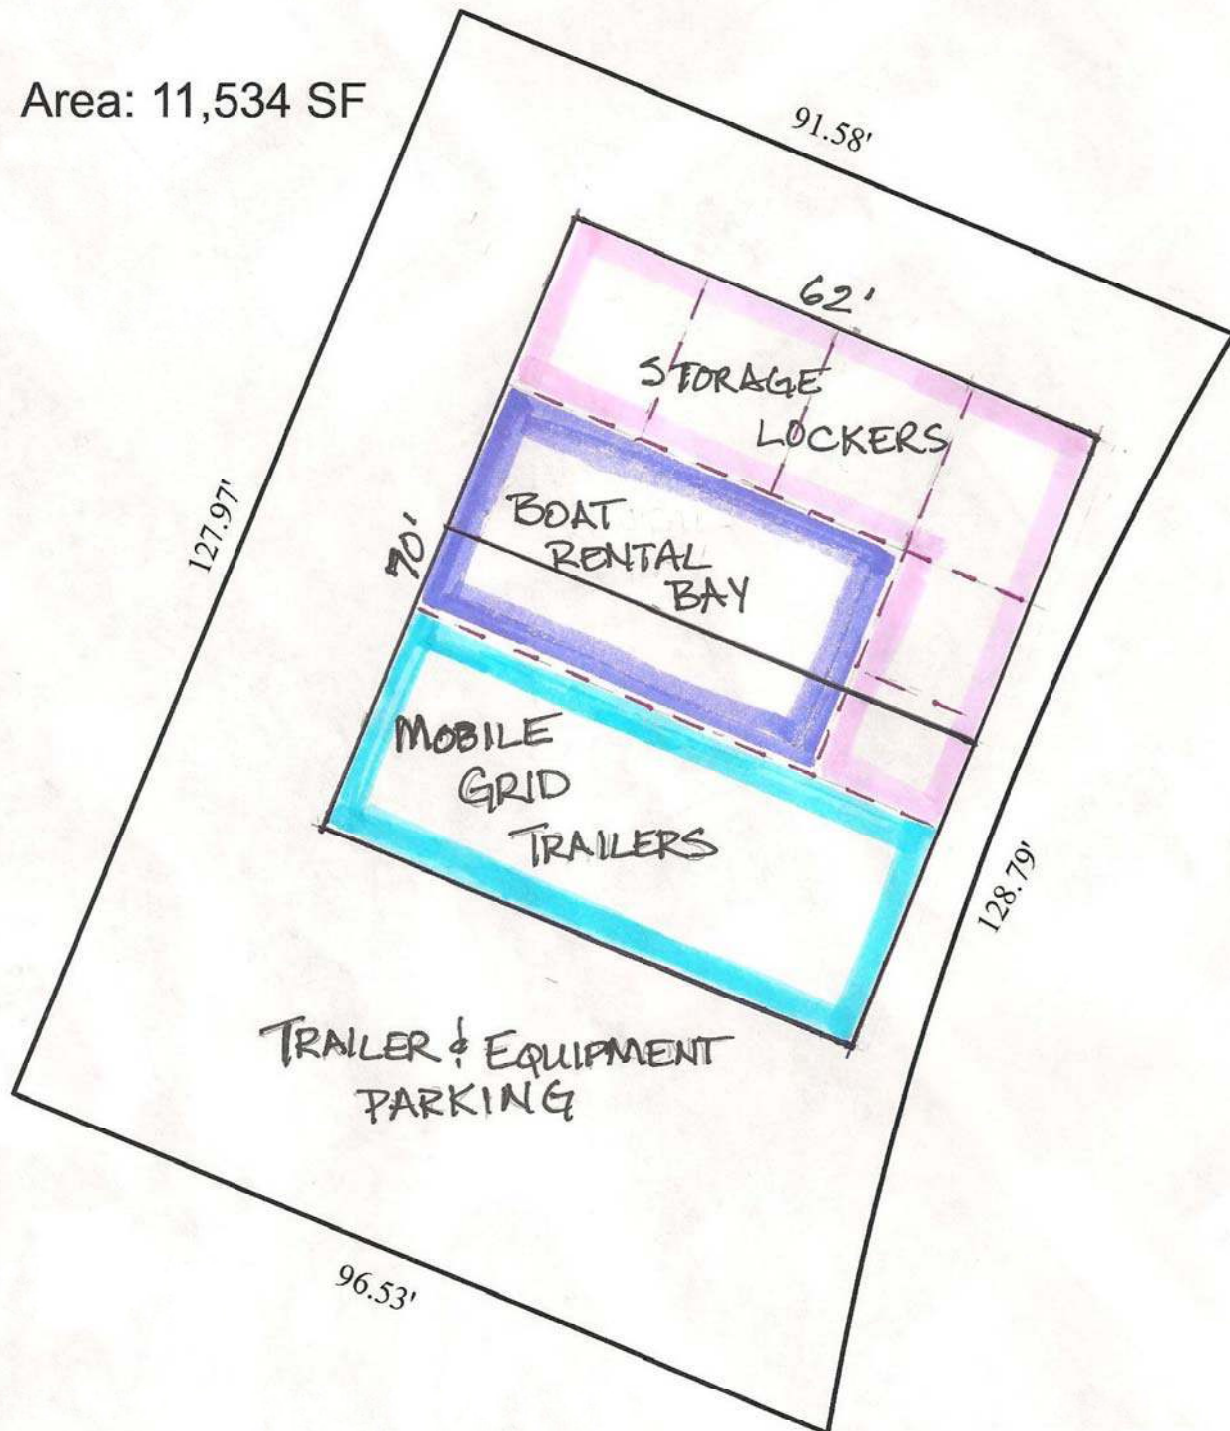 Area: 11,534 SF
91.58'
62'
STORAGE
LOCKERS
BOAT
RENTAL
BAY
127.97'
70'
MOBILE
GRID
TRAILERS
128.79'
TRAILER & EQUIPMENT
PARKING
96.53'